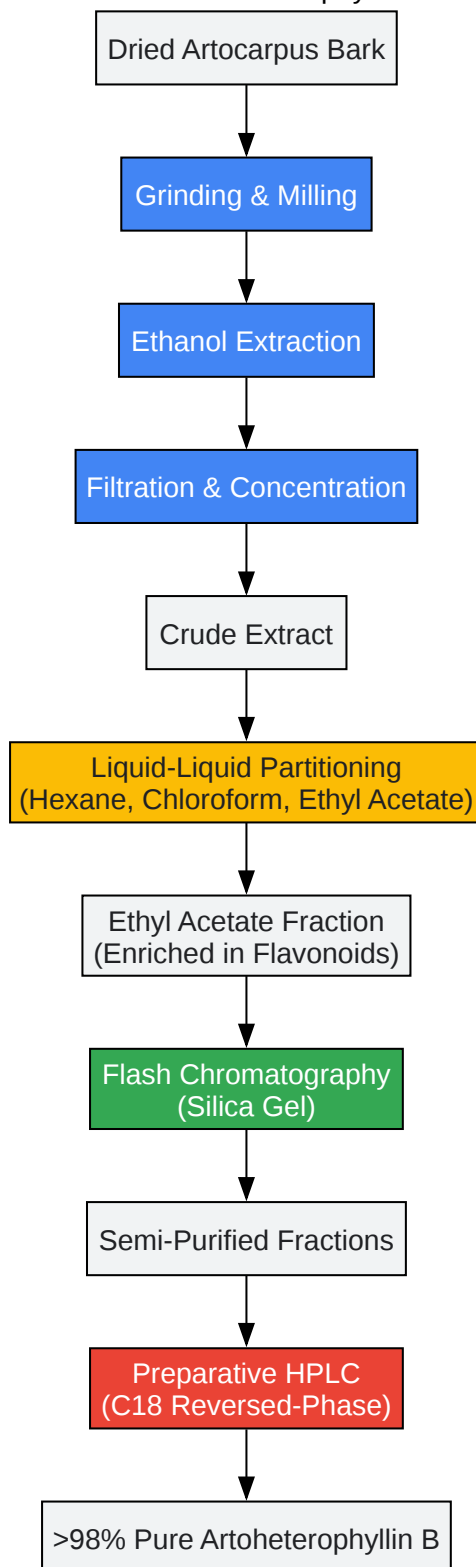 Dried Artocarpus Bark
Grinding & Milling
Ethanol Extraction
Filtration & Concentration
Crude Extract
Liquid-Liquid Partitioning
(Hexane, Chloroform, Ethyl Acetate)
Ethyl Acetate Fraction
(Enriched in Flavonoids)
Flash Chromatography
(Silica Gel)
Semi-Purified Fractions
Preparative HPLC
(C18 Reversed-Phase)
>98% Pure Artoheterophyllin B